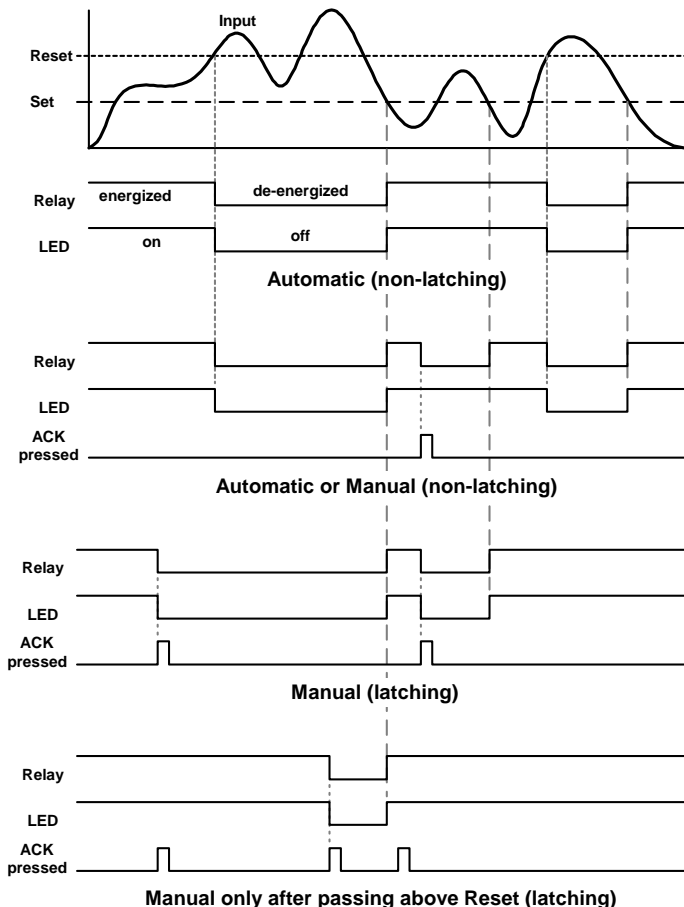 Input
Reset
Set
Relay energized de-energized
LED on off
Automatic (non-latching)
Relay
LED
ACK
pressed
Automatic or Manual (non-latching)
Relay
LED
ACK
pressed
Manual (latching)
Relay
LED
ACK
pressed
Manual only after passing above Reset (latching)